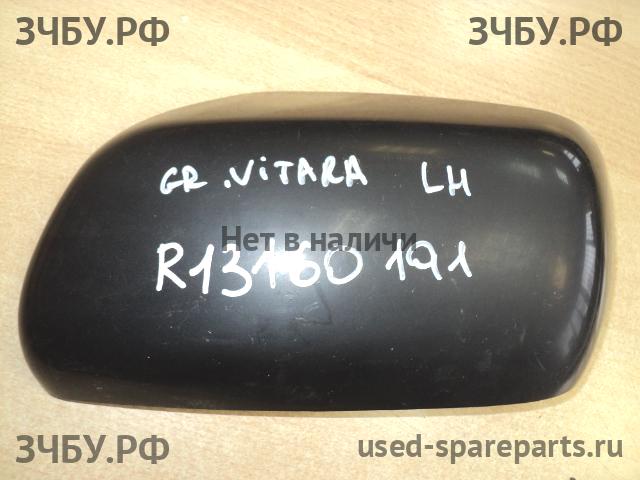 ЗЧБУ.РФ ЗЧБУ.РФ
GR.ViTARA LH
Нет в наличи
R13160 191
ЗЧБУ.РФ used-spareparts.ru